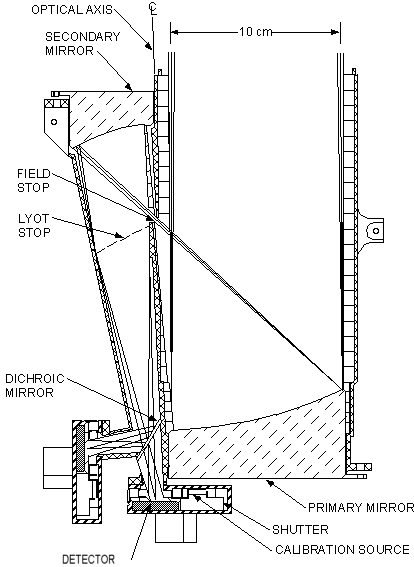 OPTICAL AXIS
℄
10 cm
SECONDARY
MIRROR
FIELD
STOP
LYOT
STOP
DICHROIC
MIRROR
PRIMARY MIRROR
SHUTTER
CALIBRATION SOURCE
DETECTOR